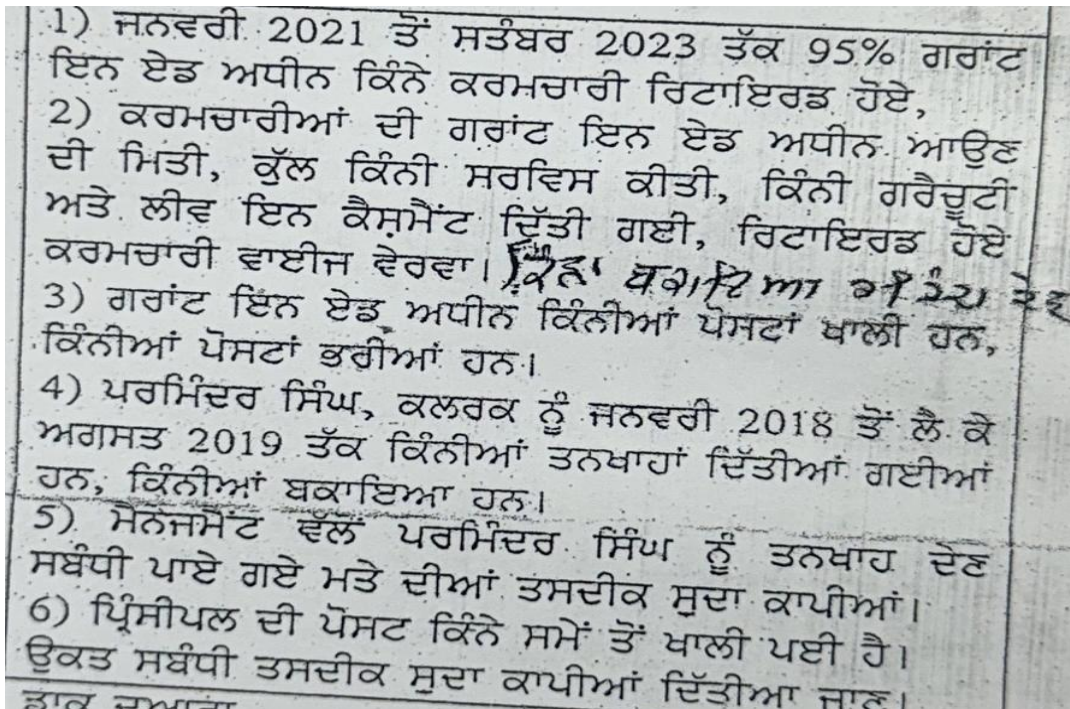 1) ਜਨਵਰੀ 2021 ਤੋਂ ਸਤੰਬਰ 2023 ਤੱਕ 95% ਗਰਾਂਟ
ਇਨ ਏਡ ਅਧੀਨ ਕਿੰਨੇ ਕਰਮਚਾਰੀ ਰਿਟਾਇਰਡ ਹੋਏ,
2) ਕਰਮਚਾਰੀਆਂ ਦੀ ਗਰਾਂਟ ਇਨ ਏਡ ਅਧੀਨ ਆਉਣ
ਦੀ ਮਿਤੀ, ਕੁੱਲ ਕਿੰਨੀ ਸਰਵਿਸ ਕੀਤੀ, ਕਿੰਨੀ ਗਰੈਚੂਟੀ
ਅਤੇ ਲੀਵ ਇਨ ਕੈਸ਼ਮੈਂਟ ਦਿੱਤੀ ਗਈ, ਰਿਟਾਇਰਡ ਹੋਏ
ਕਰਮਚਾਰੀ ਵਾਈਜ ਵੇਰਵਾ।
3) ਗਰਾਂਟ ਇਨ ਏਡ ਅਧੀਨ ਕਿੰਨੀਆਂ ਪੋਸਟਾਂ ਖਾਲੀ ਹਨ,
ਕਿੰਨੀਆਂ ਪੋਸਟਾਂ ਭਰੀਆਂ ਹਨ।
4) ਪਰਮਿੰਦਰ ਸਿੰਘ, ਕਲਰਕ ਨੂੰ ਜਨਵਰੀ 2018 ਤੋਂ ਲੈ ਕੇ
ਅਗਸਤ 2019 ਤੱਕ ਕਿੰਨੀਆਂ ਤਨਖਾਹਾਂ ਦਿੱਤੀਆਂ ਗਈਆਂ
ਹਨ, ਕਿੰਨੀਆਂ ਬਕਾਇਆ ਹਨ।
5) ਮੈਨੇਜਮੈਂਟ ਵੱਲੋਂ ਪਰਮਿੰਦਰ ਸਿੰਘ ਨੂੰ ਤਨਖਾਹ ਦੇਣ
ਸਬੰਧੀ ਪਾਏ ਗਏ ਮਤੇ ਦੀਆਂ ਤਸਦੀਕ ਸ਼ੁਦਾ ਕਾਪੀਆਂ।
6) ਪ੍ਰਿੰਸੀਪਲ ਦੀ ਪੋਸਟ ਕਿੰਨੇ ਸਮੇਂ ਤੋਂ ਖਾਲੀ ਪਈ ਹੈ।
ਉਕਤ ਸਬੰਧੀ ਤਸਦੀਕ ਸ਼ੁਦਾ ਕਾਪੀਆਂ ਦਿੱਤੀਆ ਜਾਣ।